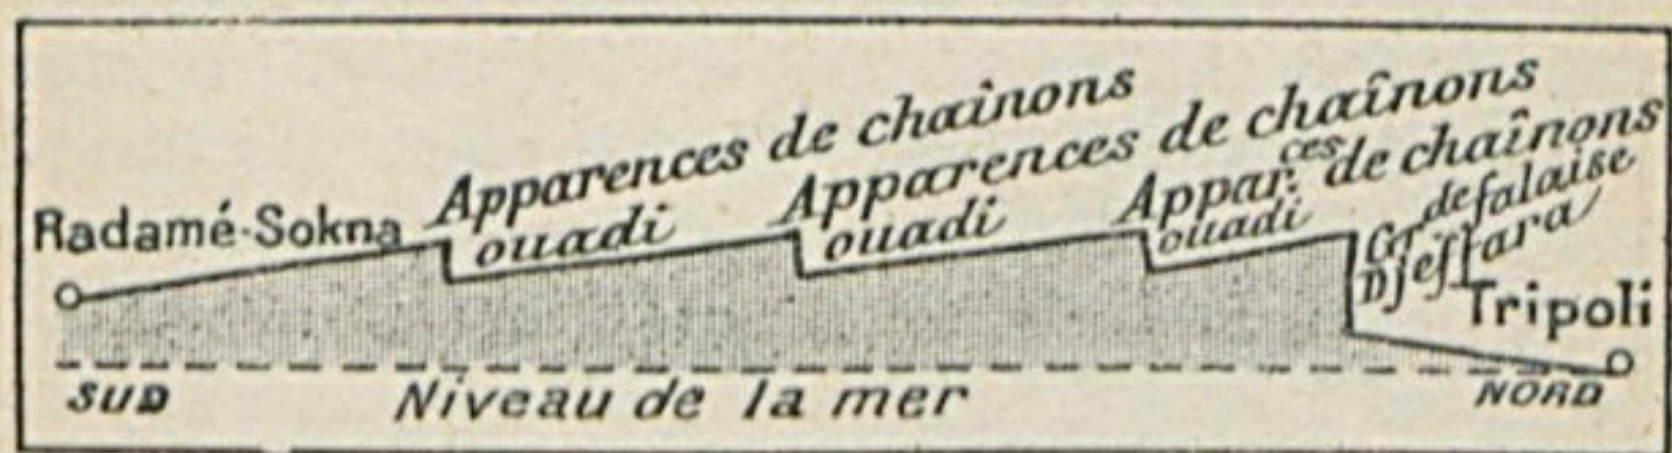 Apparences de chaînons
Apparences de chaînons
Appar.ces de chaînons
Radamé-Sokna
ouadi
ouadi
ouadi
Gr. de falaise
Djeffara
Tripoli
SUD
Niveau de la mer
NORD